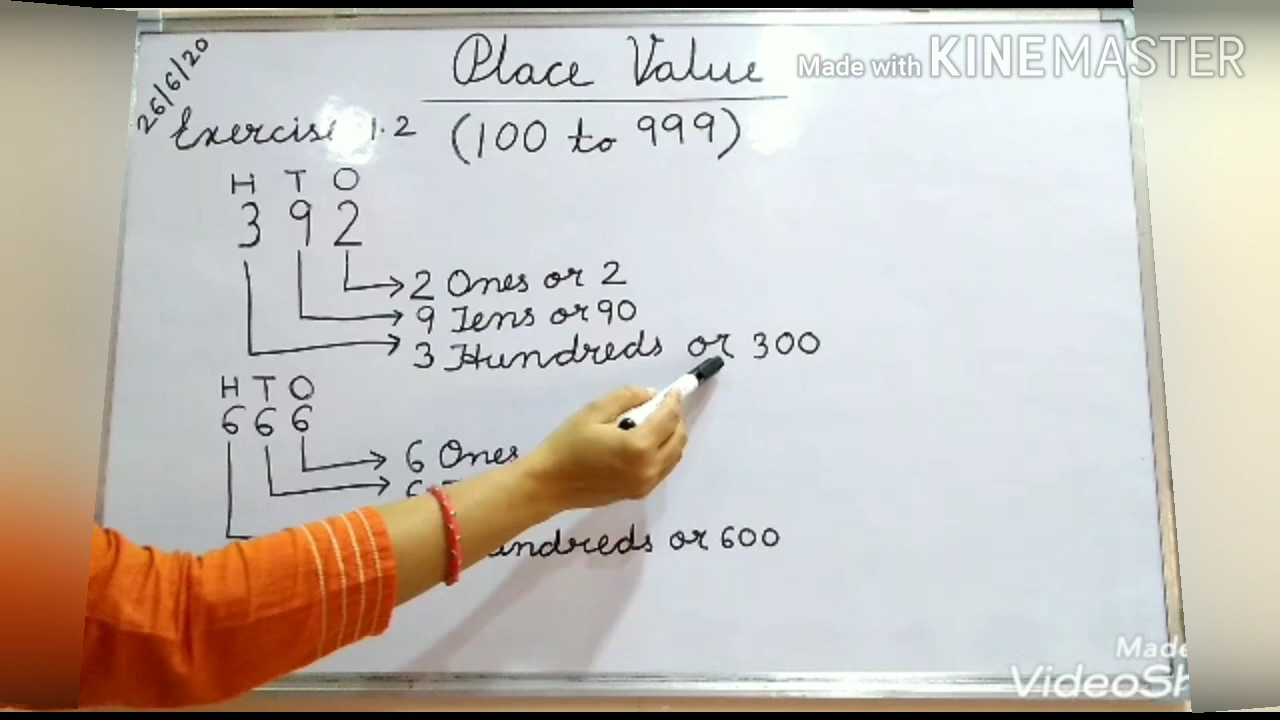 26/6/20
Place Value
Made with KINEMASTER
Exercise 1.2 (100 to 999)
H T O
3 9 2
2 Ones or 2
9 Tens or 90
3 Hundreds or 300
H T O
6 6 6
6 Ones
6
undreds or 600
Made
VideoSh